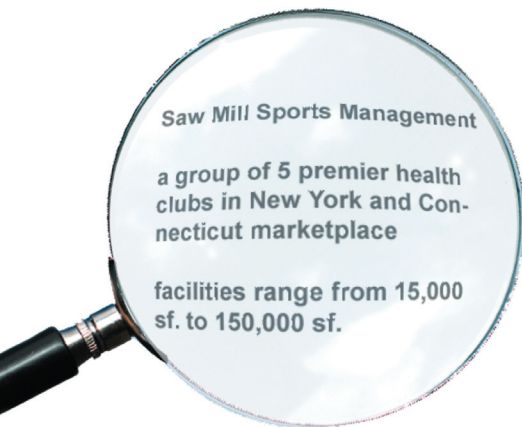 Saw Mill Sports Management
a group of 5 premier health
clubs in New York and Con-
necticut marketplace
facilities range from 15,000
sf. to 150,000 sf.